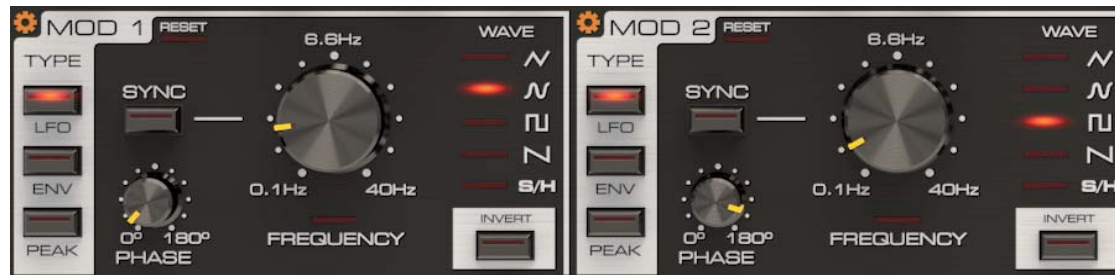 MOD 1
RESET
TYPE
LFO
ENV
PEAK
SYNC
0° 180°
PHASE
6.6Hz
0.1Hz 40Hz
FREQUENCY
WAVE
S/H
INVERT
MOD 2
RESET
TYPE
LFO
ENV
PEAK
SYNC
0° 180°
PHASE
6.6Hz
0.1Hz 40Hz
FREQUENCY
WAVE
S/H
INVERT